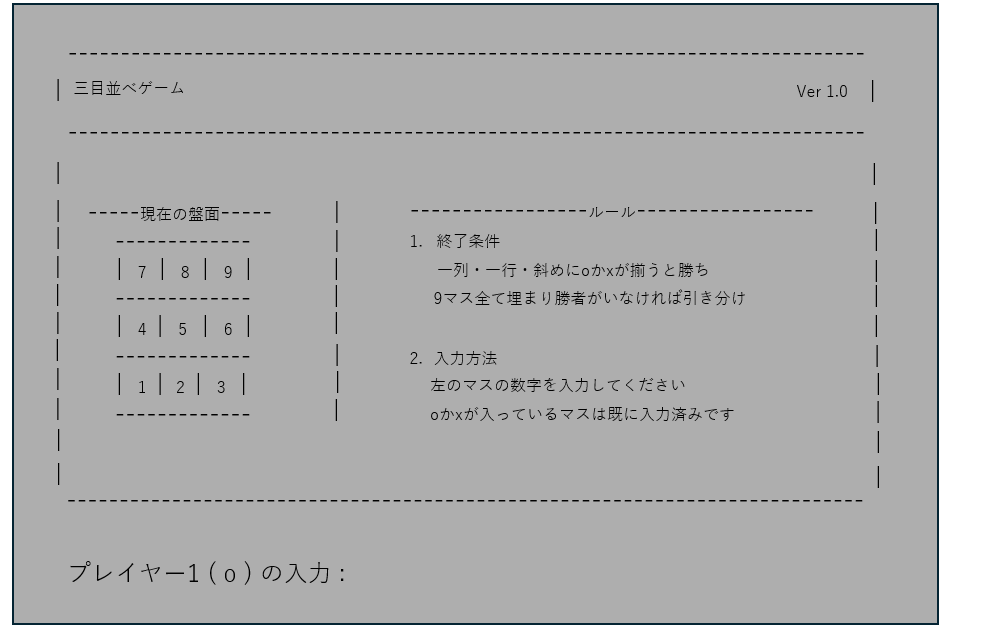 -----------------------------------------------------------------------------
| 三目並べゲーム Ver 1.0 |
-----------------------------------------------------------------------------
| |
| -----現在の盤面----- | -----------------ルール----------------- |
| ------------- | 1. 終了条件 |
| | 7 | 8 | 9 | | 一列・一行・斜めにoかxが揃うと勝ち |
| ------------- | 9マス全て埋まり勝者がいなければ引き分け |
| | 4 | 5 | 6 | | |
| ------------- | 2. 入力方法 |
| | 1 | 2 | 3 | | 左のマスの数字を入力してください |
| ------------- | oかxが入っているマスは既に入力済みです |
| |
| |
-----------------------------------------------------------------------------
プレイヤー1 ( o ) の入力 :